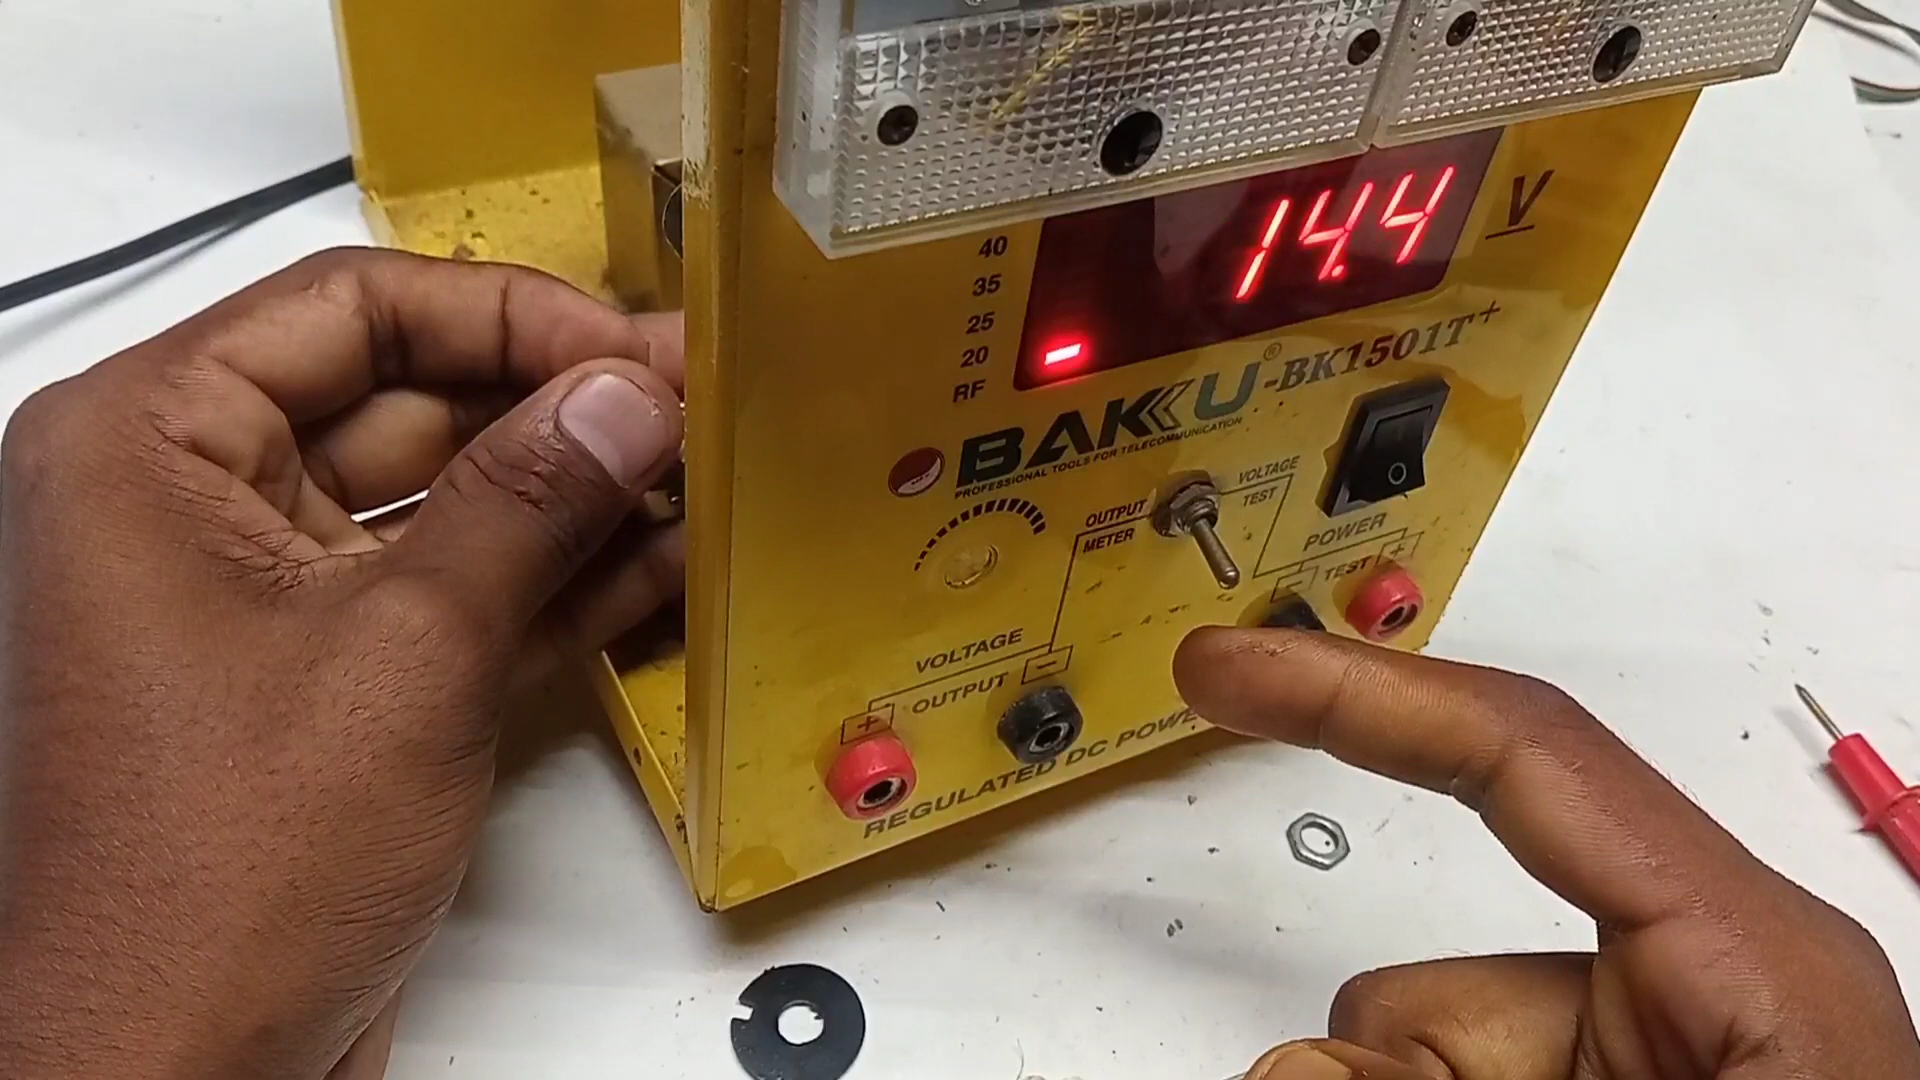 14.4
V
40
35
25
20
RF
BAKU®-BK1501T+
PROFESSIONAL TOOLS FOR TELECOMMUNICATION
OUTPUT
METER
VOLTAGE
TEST
POWER
- TEST +
VOLTAGE
OUTPUT
+ -
REGULATED DC POWE